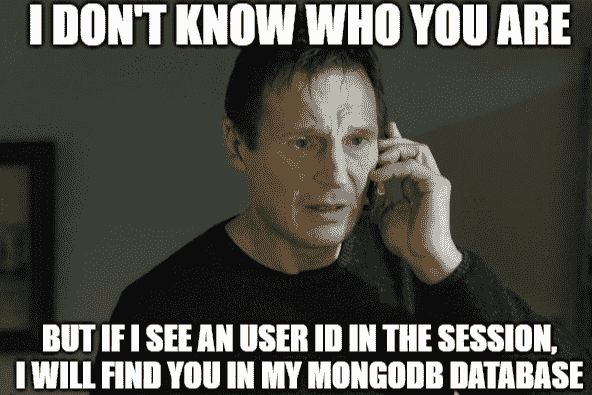 I DON'T KNOW WHO YOU ARE
BUT IF I SEE AN USER ID IN THE SESSION,
I WILL FIND YOU IN MY MONGODB DATABASE